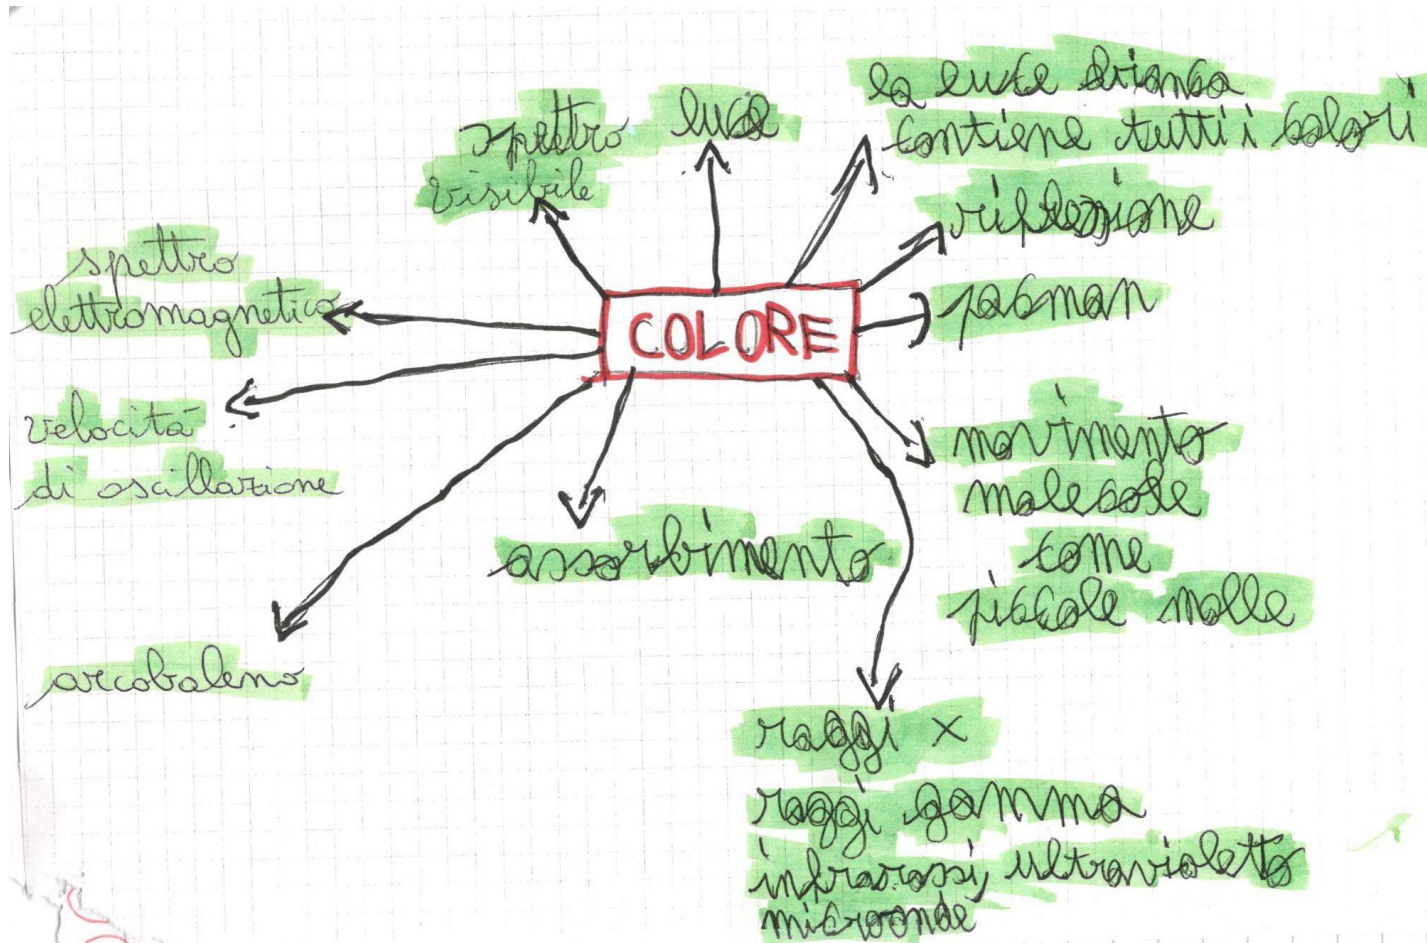 spettro
visibile
luce
la luce bianca
contiene tutti i colori
riflessione
pacman
movimento
molecole
come
piccole molle
raggi x
raggi gamma
infrarossi, ultravioletto
microonde
assorbimento
arcobaleno
velocità
di oscillazione
spettro
elettromagnetico
COLORE